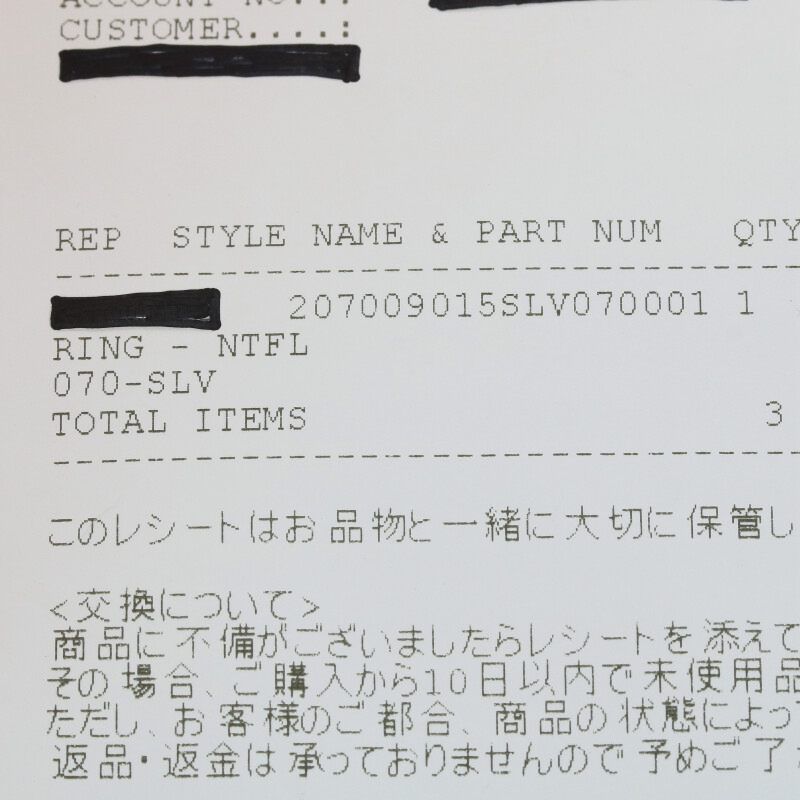 ACCOUNT NO..:
CUSTOMER....:
REP STYLE NAME & PART NUM QTY
207009015SLV070001 1
RING - NTFL
070-SLV
TOTAL ITEMS 3
このレシートはお品物と一緒に大切に保管し
<交換について>
商品に不備がございましたらレシートを添えて
その場合、ご購入から10日以内で未使用品
ただし、お客様のご都合、商品の状態によっ
返品・返金は承っておりませんので予めご了